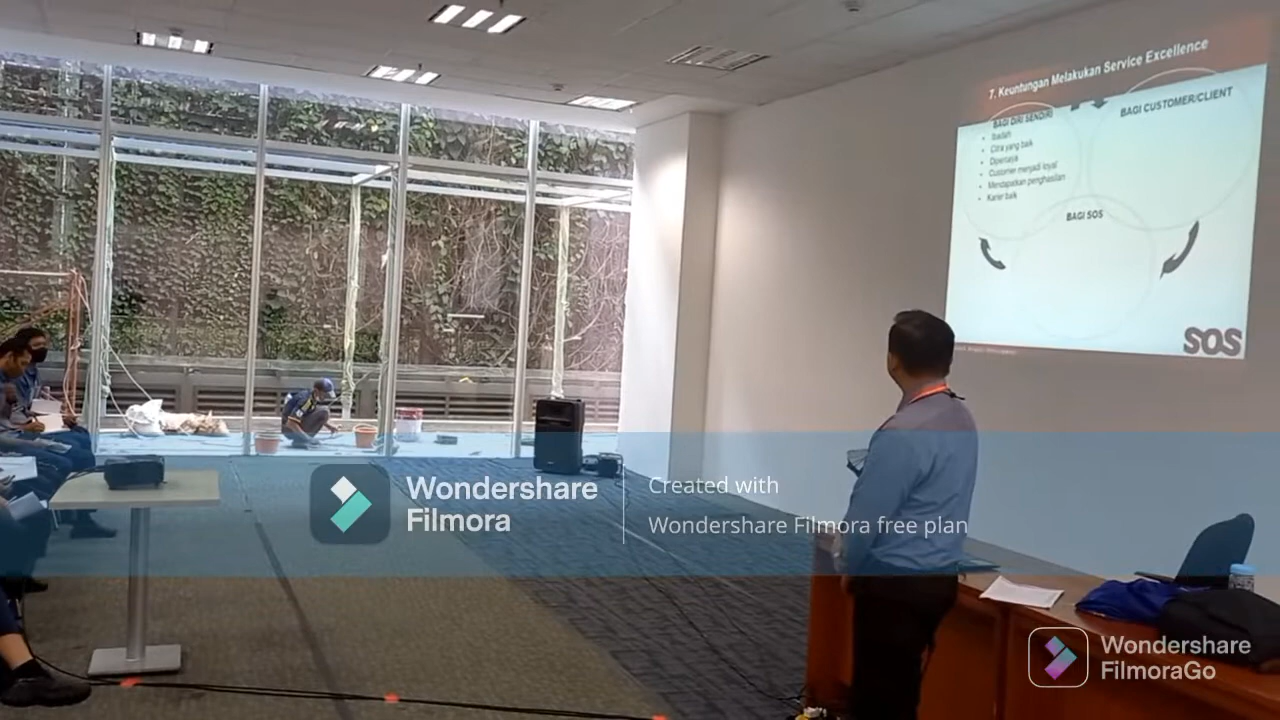 7. Keuntungan Melakukan Service Excellence
BAGI DIRI SENDIRI
Ibadah
Citra yang baik
Dipercaya
Customer menjadi loyal
Mendapatkan penghasilan
Karier baik
BAGI CUSTOMER/CLIENT
BAGI SOS
SOS
Wondershare
Filmora
Created with
Wondershare Filmora free plan
Wondershare
FilmoraGo